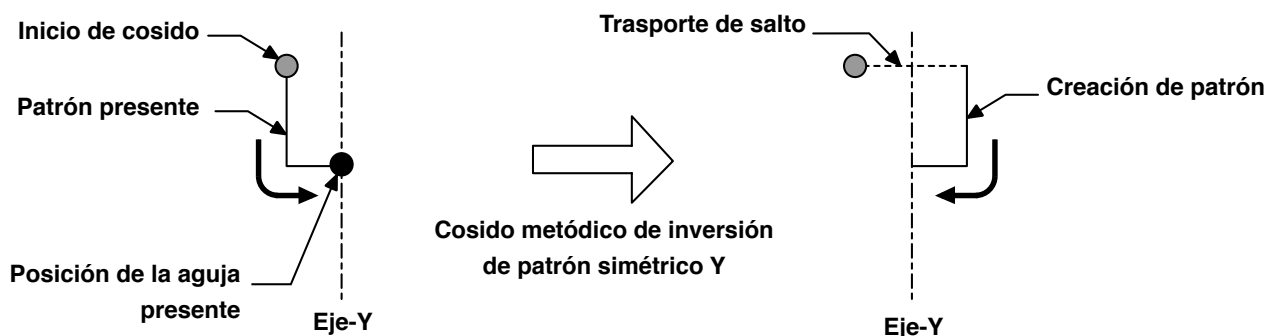 Inicio de cosido
Patrón presente
Posición de la aguja
presente
Eje-Y
Cosido metódico de inversión
de patrón simétrico Y
Trasporte de salto
Creación de patrón
Eje-Y